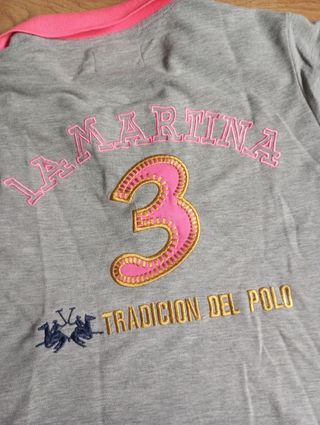 LA MARTINA
3
TRADICION DEL POLO